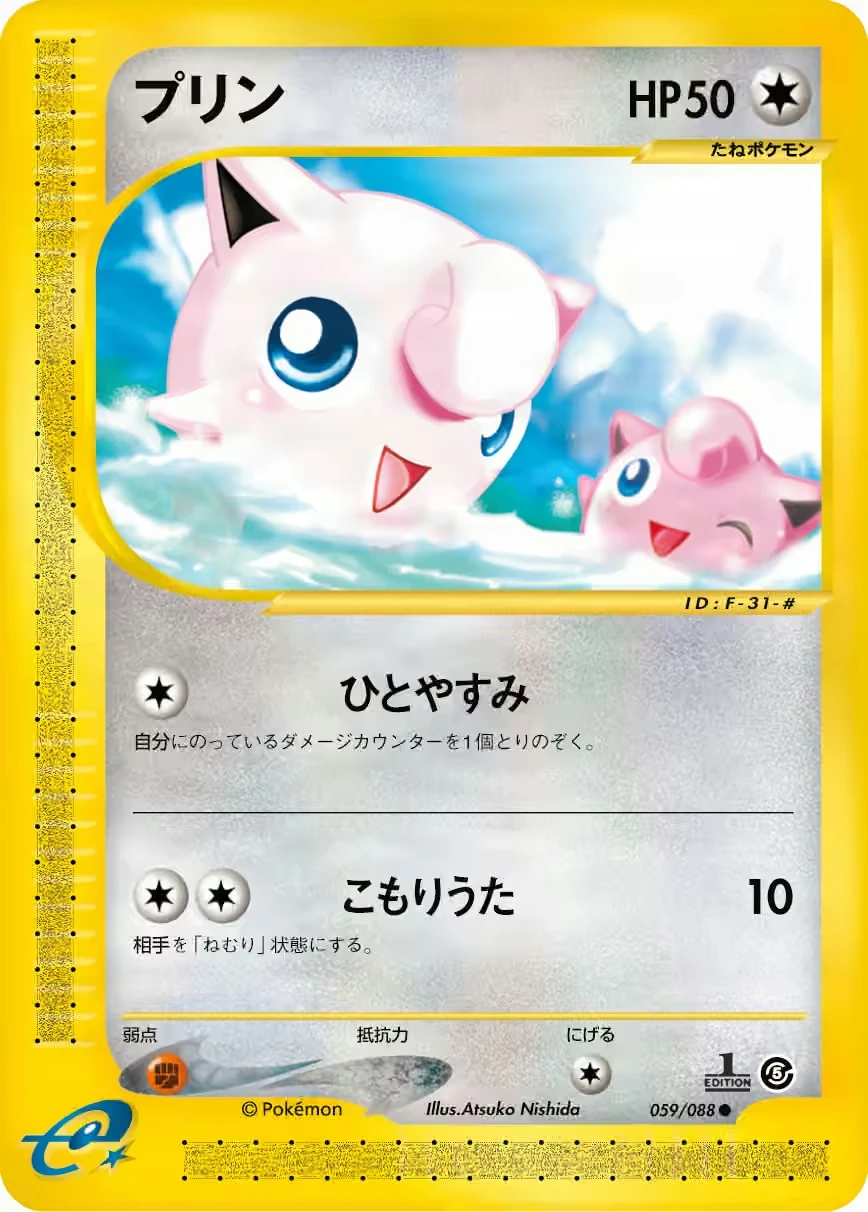 プリン
HP50
たねポケモン
ID:F-31-#
ひとやすみ
自分にのっているダメージカウンターを1個とりのぞく。
こもりうた
10
相手を「ねむり」状態にする。
弱点
抵抗力
にげる
1
EDITION
5
© Pokémon
Illus.Atsuko Nishida
059/088
e